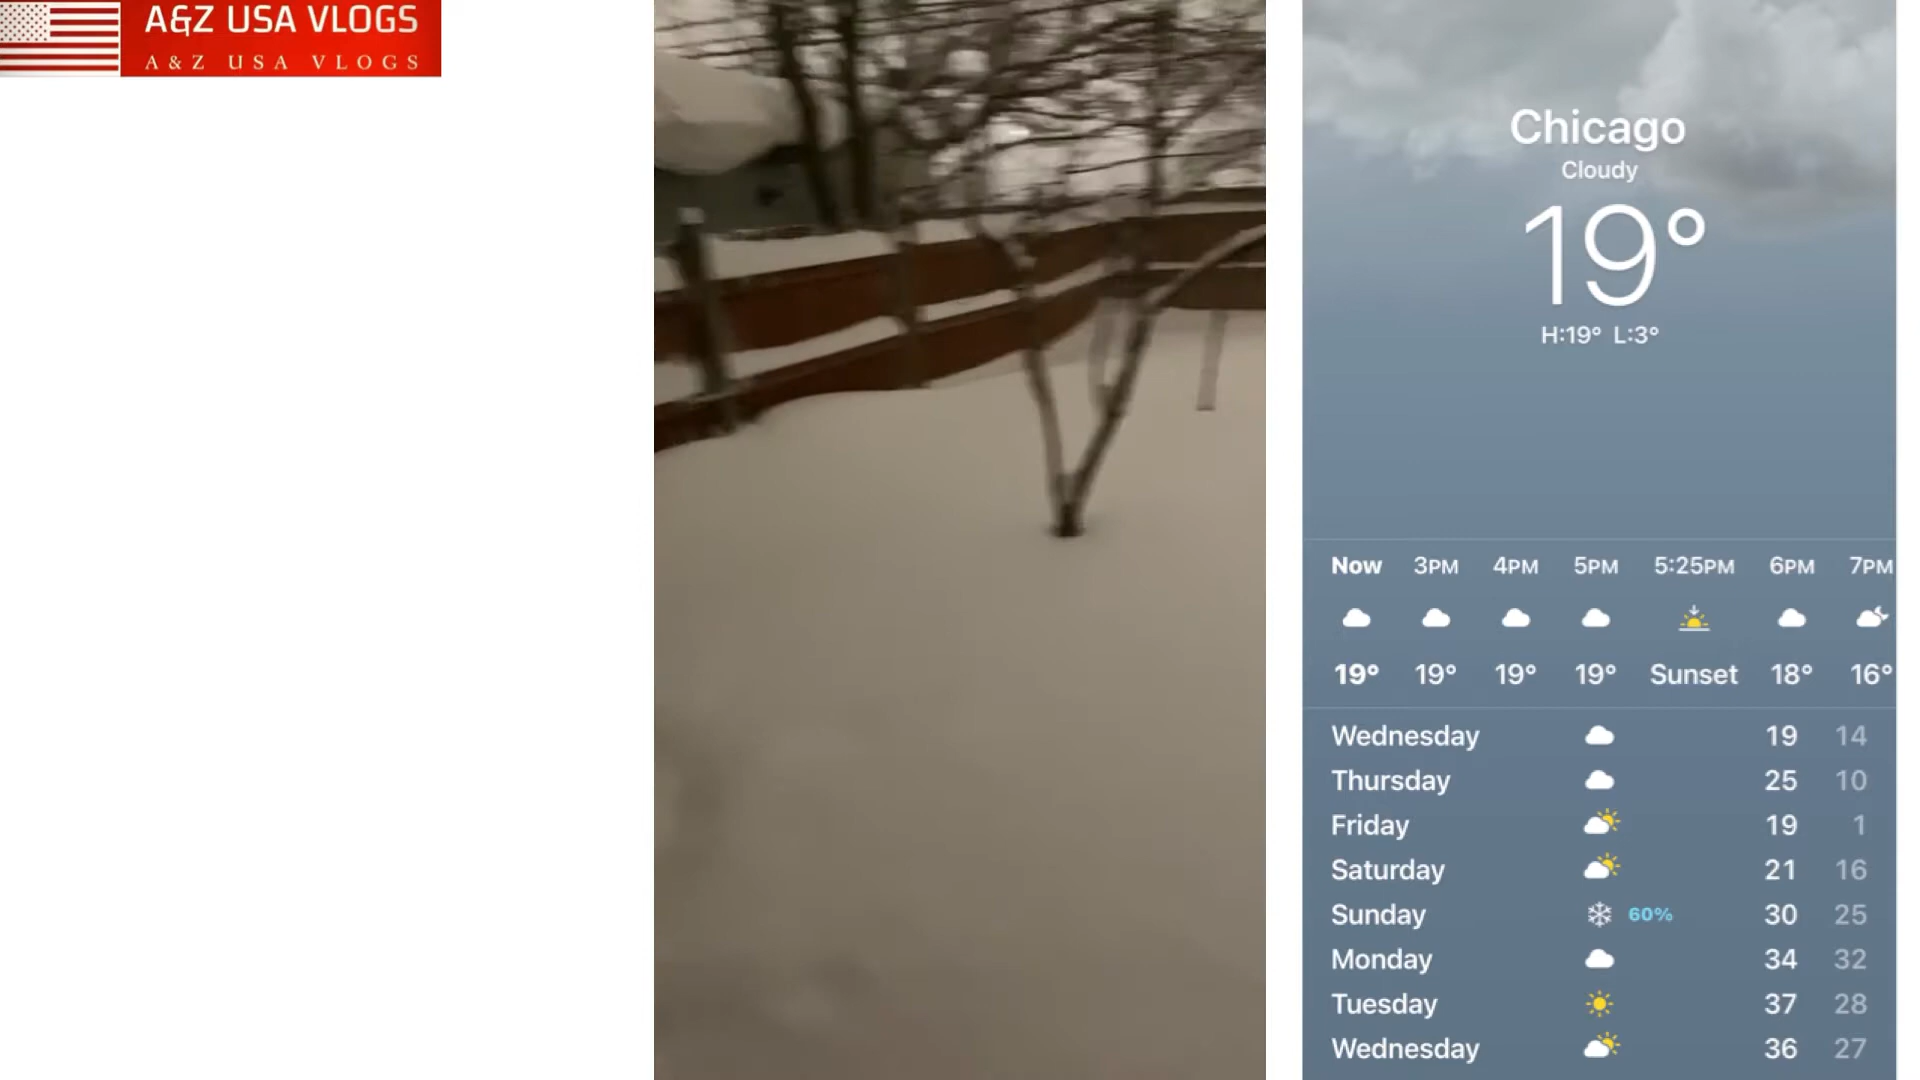 A&Z USA VLOGS
A & Z USA VLOGS
Chicago
Cloudy
19°
H:19° L:3°
Now 3PM 4PM 5PM 5:25PM 6PM 7PM
19° 19° 19° 19° Sunset 18° 16°
Wednesday 19 14
Thursday 25 10
Friday 19 1
Saturday 21 16
Sunday 60% 30 25
Monday 34 32
Tuesday 37 28
Wednesday 36 27